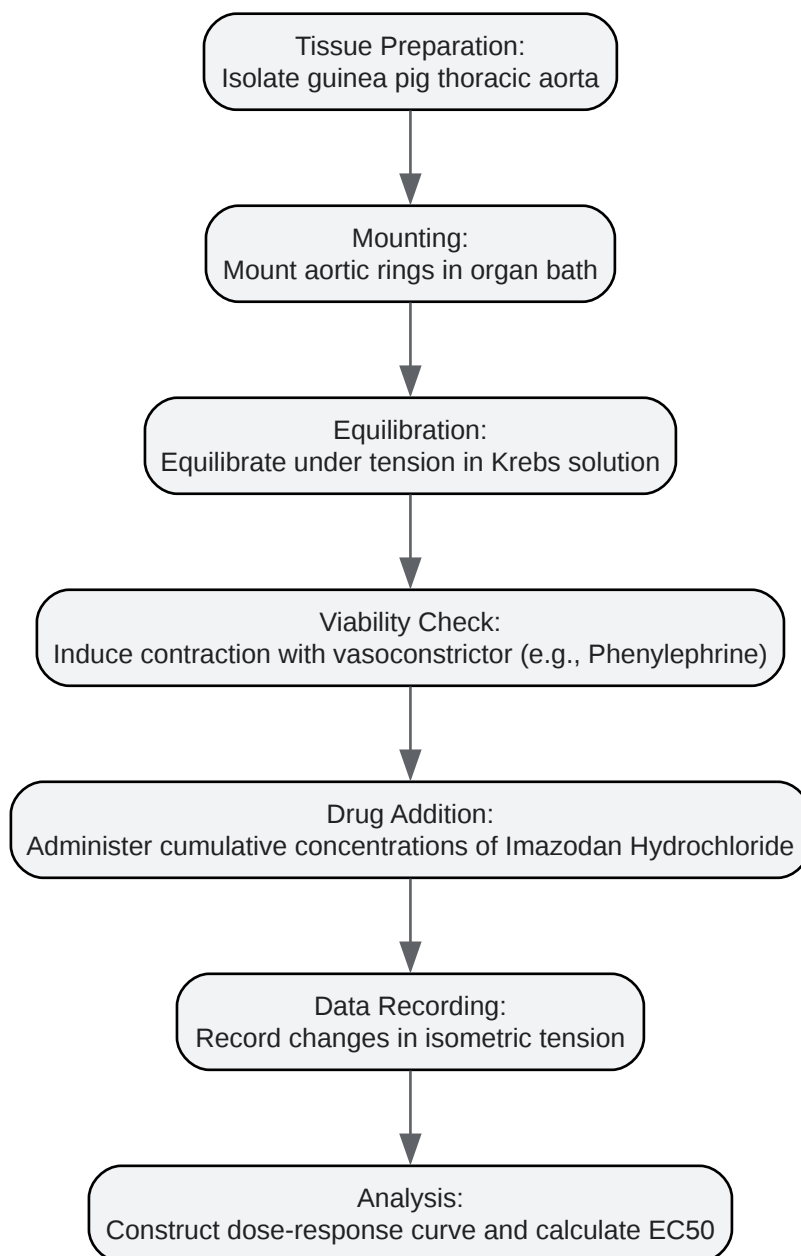 Tissue Preparation:
Isolate guinea pig thoracic aorta
Mounting:
Mount aortic rings in organ bath
Equilibration:
Equilibrate under tension in Krebs solution
Viability Check:
Induce contraction with vasoconstrictor (e.g., Phenylephrine)
Drug Addition:
Administer cumulative concentrations of Imazodan Hydrochloride
Data Recording:
Record changes in isometric tension
Analysis:
Construct dose-response curve and calculate EC50